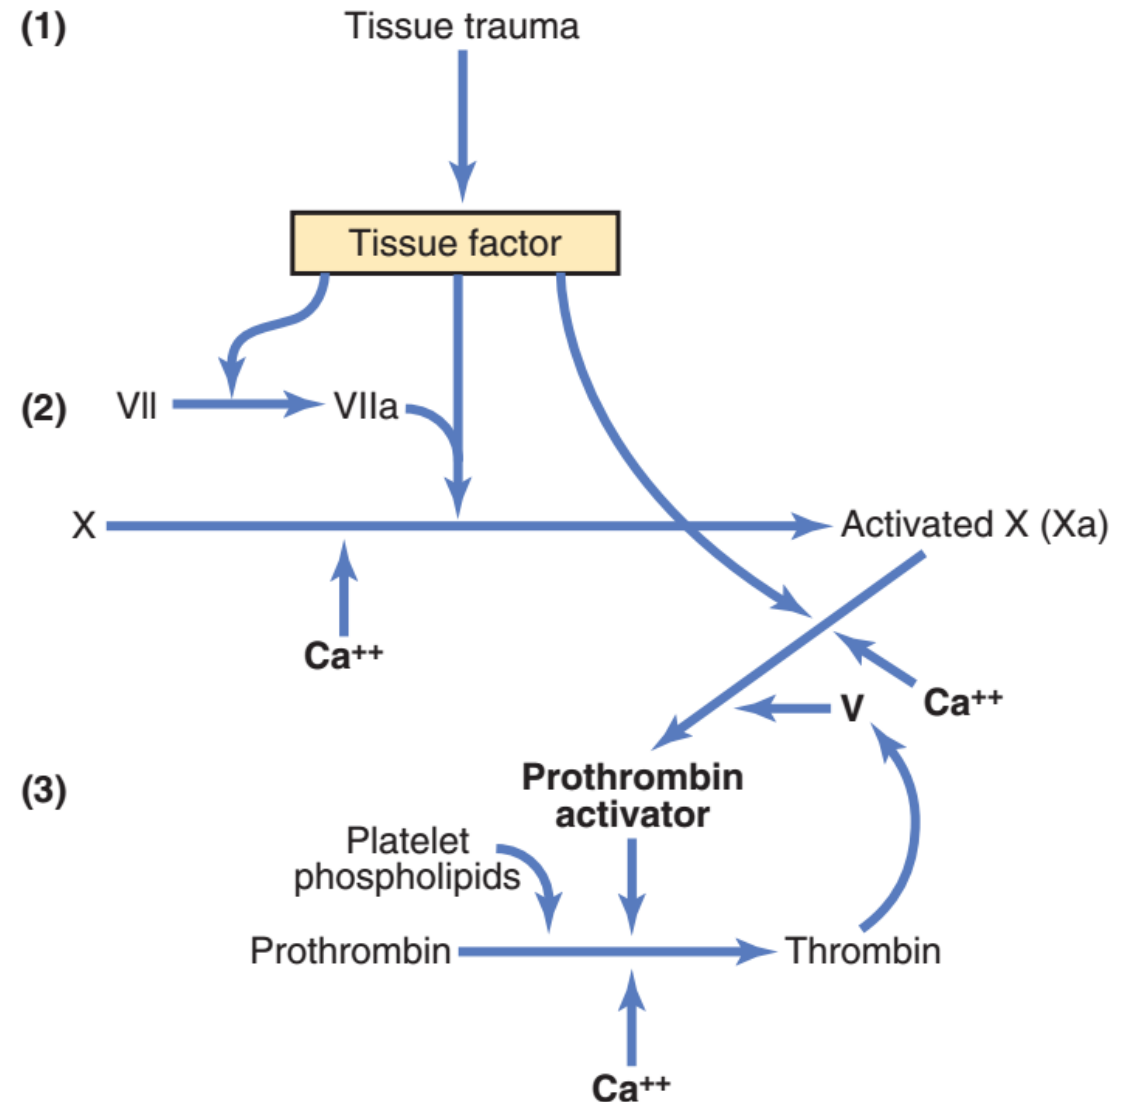 (1)
Tissue trauma
Tissue factor
(2)
VII
VIIa
X
Activated X (Xa)
Ca++
Ca++
V
(3)
Prothrombin
activator
Platelet
phospholipids
Prothrombin
Thrombin
Ca++